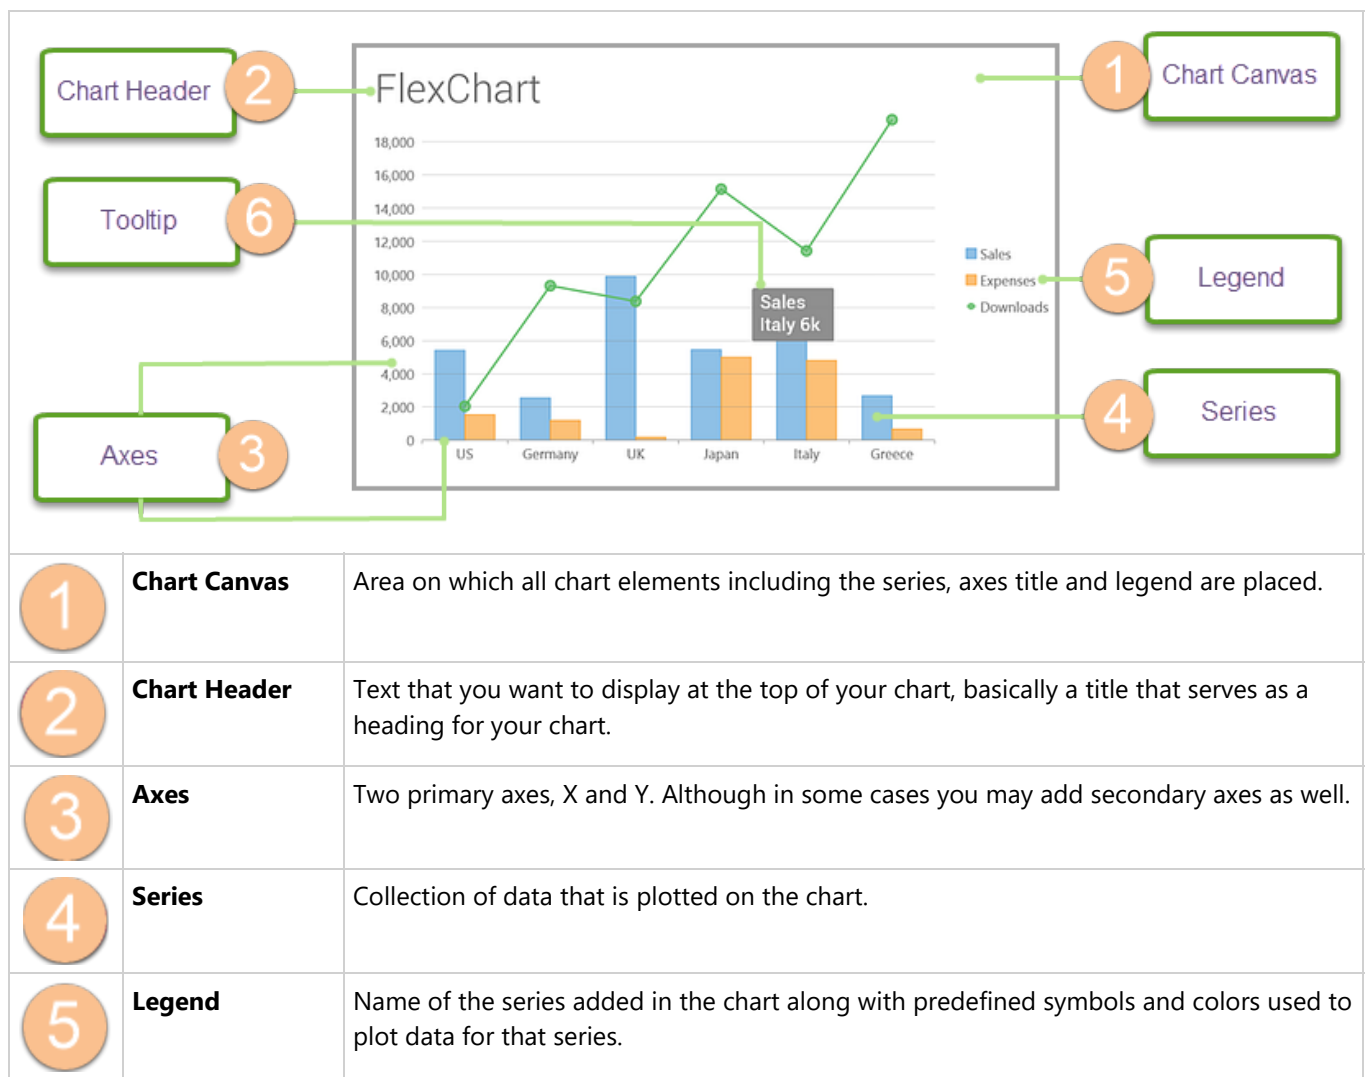 Chart Header
2
FlexChart
1
Chart Canvas
18,000
16,000
14,000
12,000
10,000
8,000
6,000
4,000
2,000
0
Tooltip
6
Sales
Italy 6k
Sales
Expenses
Downloads
5
Legend
4
Series
Axes
3
US
Germany
UK
Japan
Italy
Greece
1
Chart Canvas
Area on which all chart elements including the series, axes title and legend are placed.
2
Chart Header
Text that you want to display at the top of your chart, basically a title that serves as a
heading for your chart.
3
Axes
Two primary axes, X and Y. Although in some cases you may add secondary axes as well.
4
Series
Collection of data that is plotted on the chart.
5
Legend
Name of the series added in the chart along with predefined symbols and colors used to
plot data for that series.